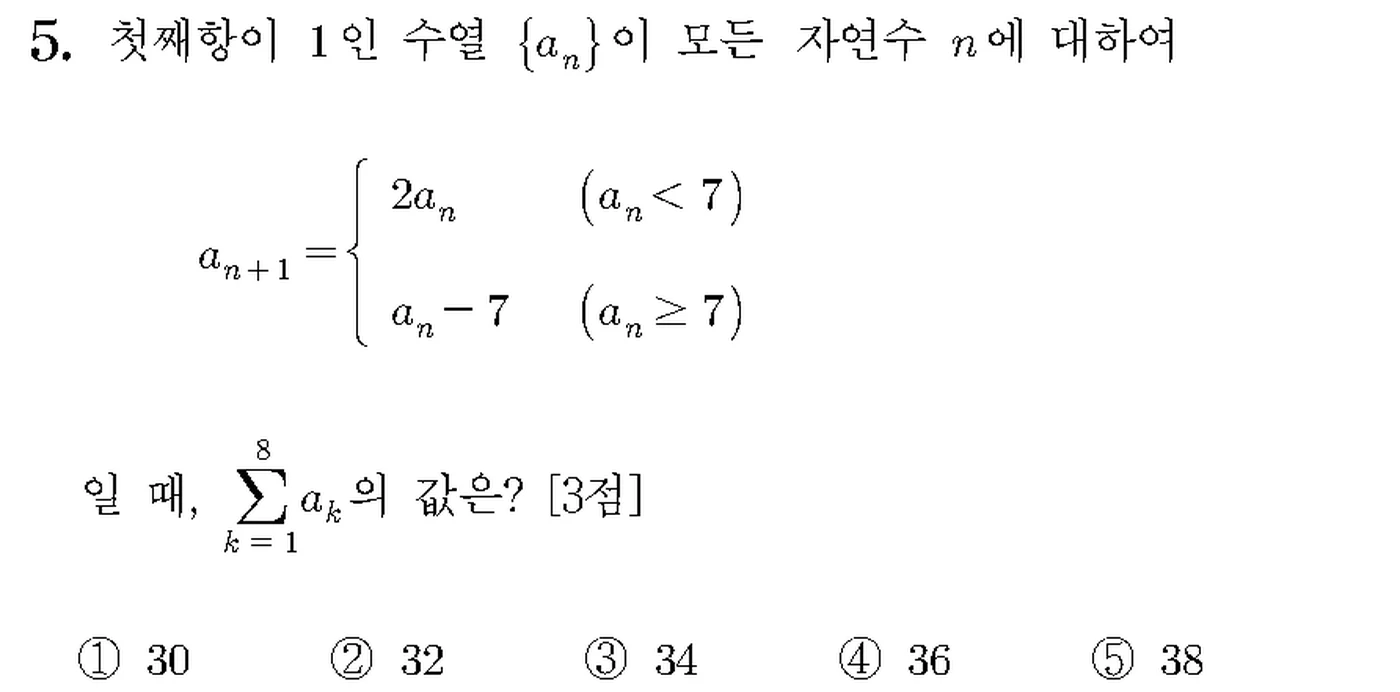 5. 첫째항이 1인 수열 {aₙ}이 모든 자연수 n에 대하여
aₙ₊₁ = { 2aₙ (aₙ < 7)
aₙ − 7 (aₙ ≥ 7)
일 때, ∑_{k=1}^{8} aₖ의 값은? [3점]
① 30 ② 32 ③ 34 ④ 36 ⑤ 38